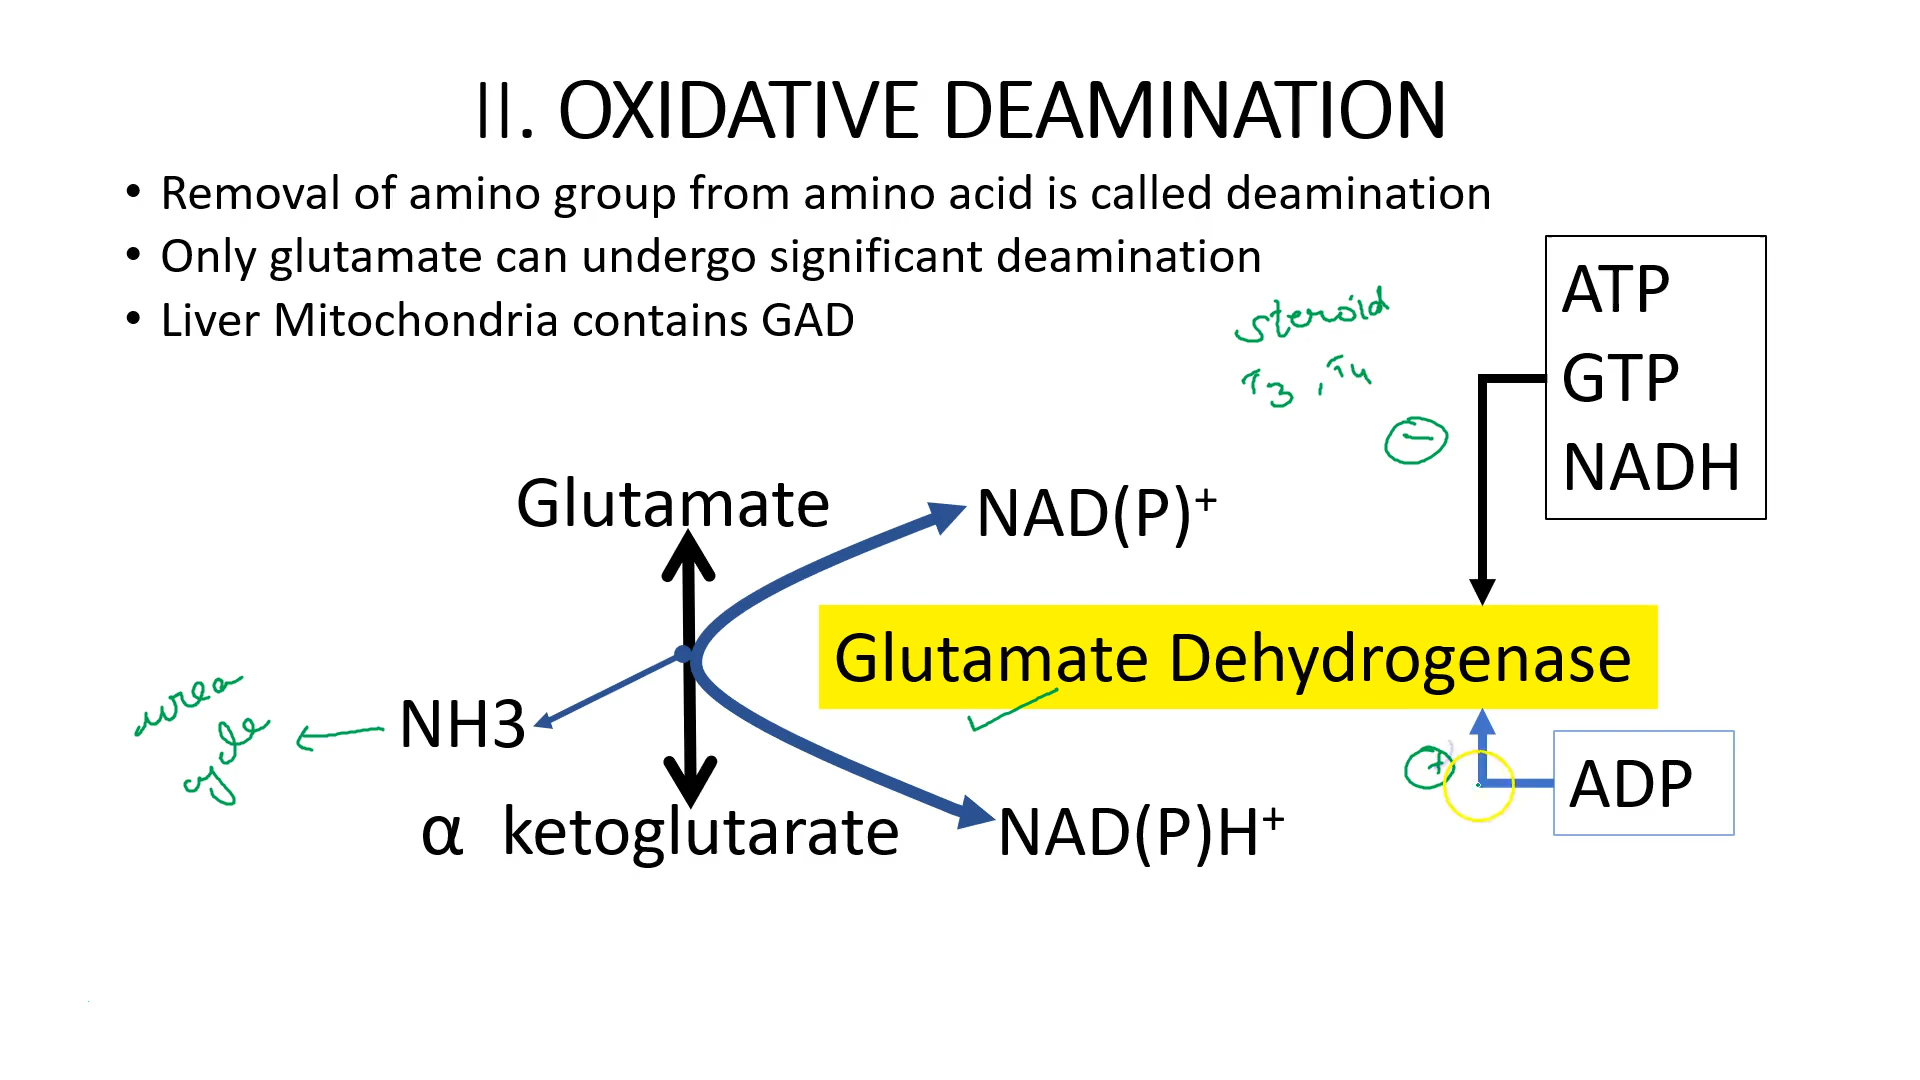 II. OXIDATIVE DEAMINATION
• Removal of amino group from amino acid is called deamination
• Only glutamate can undergo significant deamination
• Liver Mitochondria contains GAD
steroid
T3, T4
−
ATP
GTP
NADH
Glutamate
NAD(P)⁺
Glutamate Dehydrogenase
urea
cycle
NH3
+
ADP
α ketoglutarate
NAD(P)H⁺